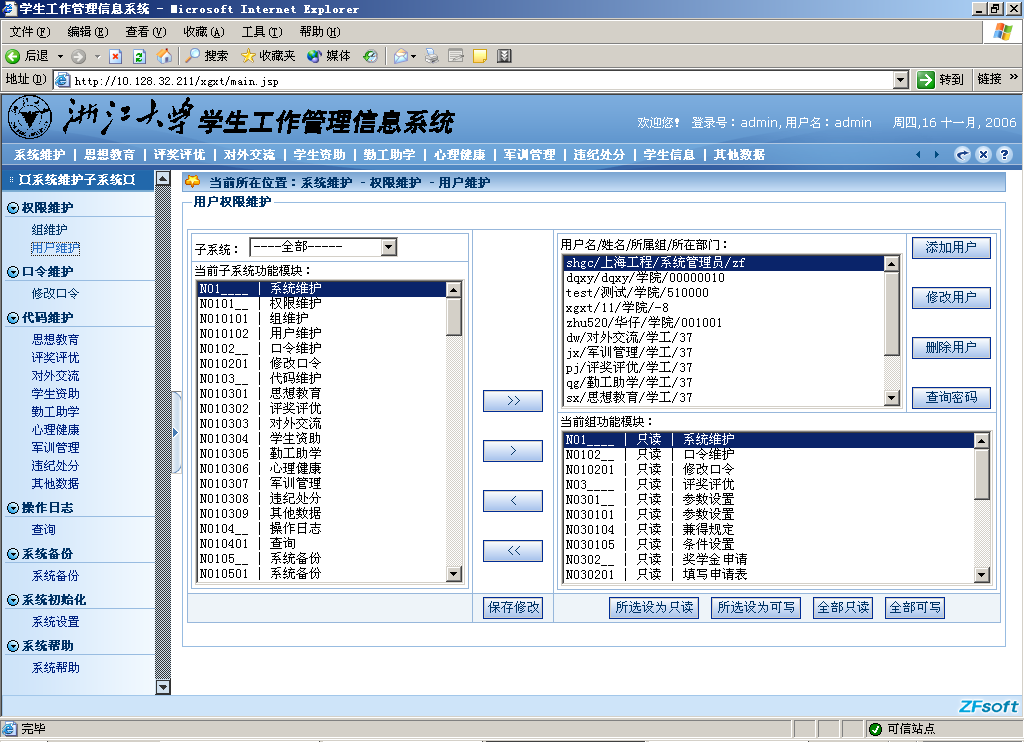 学生工作管理信息系统 - Microsoft Internet Explorer
文件(F) 编辑(E) 查看(V) 收藏(A) 工具(T) 帮助(H)
后退 搜索 收藏夹 媒体
地址(D) http://10.128.32.211/xgxt/main.jsp 转到 链接 »
浙江大学 学生工作管理信息系统
欢迎您! 登录号：admin, 用户名：admin 周四,16 十一月, 2006
系统维护 | 思想教育 | 评奖评优 | 对外交流 | 学生资助 | 勤工助学 | 心理健康 | 军训管理 | 违纪处分 | 学生信息 | 其他数据
¤系统维护子系统¤
权限维护
组维护
用户维护
口令维护
修改口令
代码维护
思想教育
评奖评优
对外交流
学生资助
勤工助学
心理健康
军训管理
违纪处分
其他数据
操作日志
查询
系统备份
系统备份
系统初始化
系统设置
系统帮助
系统帮助
当前所在位置：系统维护 - 权限维护 - 用户维护
用户权限维护
子系统： ----全部-----
当前子系统功能模块：
N01____ | 系统维护
N0101__ | 权限维护
N010101 | 组维护
N010102 | 用户维护
N0102__ | 口令维护
N010201 | 修改口令
N0103__ | 代码维护
N010301 | 思想教育
N010302 | 评奖评优
N010303 | 对外交流
N010304 | 学生资助
N010305 | 勤工助学
N010306 | 心理健康
N010307 | 军训管理
N010308 | 违纪处分
N010309 | 其他数据
N0104__ | 操作日志
N010401 | 查询
N0105__ | 系统备份
N010501 | 系统备份
>>
>
<
<<
用户名/姓名/所属组/所在部门：
shgc/上海工程/系统管理员/zf
dqxy/dqxy/学院/00000010
test/测试/学院/510000
xgxt/11/学院/-8
zhu520/华仔/学院/001001
dw/对外交流/学工/37
jx/军训管理/学工/37
pj/评奖评优/学工/37
qg/勤工助学/学工/37
sx/思想教育/学工/37
添加用户
修改用户
删除用户
查询密码
当前组功能模块：
N01____ | 只读 | 系统维护
N0102__ | 只读 | 口令维护
N010201 | 只读 | 修改口令
N03____ | 只读 | 评奖评优
N0301__ | 只读 | 参数设置
N030101 | 只读 | 参数设置
N030104 | 只读 | 兼得规定
N030105 | 只读 | 条件设置
N0302__ | 只读 | 奖学金申请
N030201 | 只读 | 填写申请表
保存修改 所选设为只读 所选设为可写 全部只读 全部可写
ZFsoft
完毕 可信站点